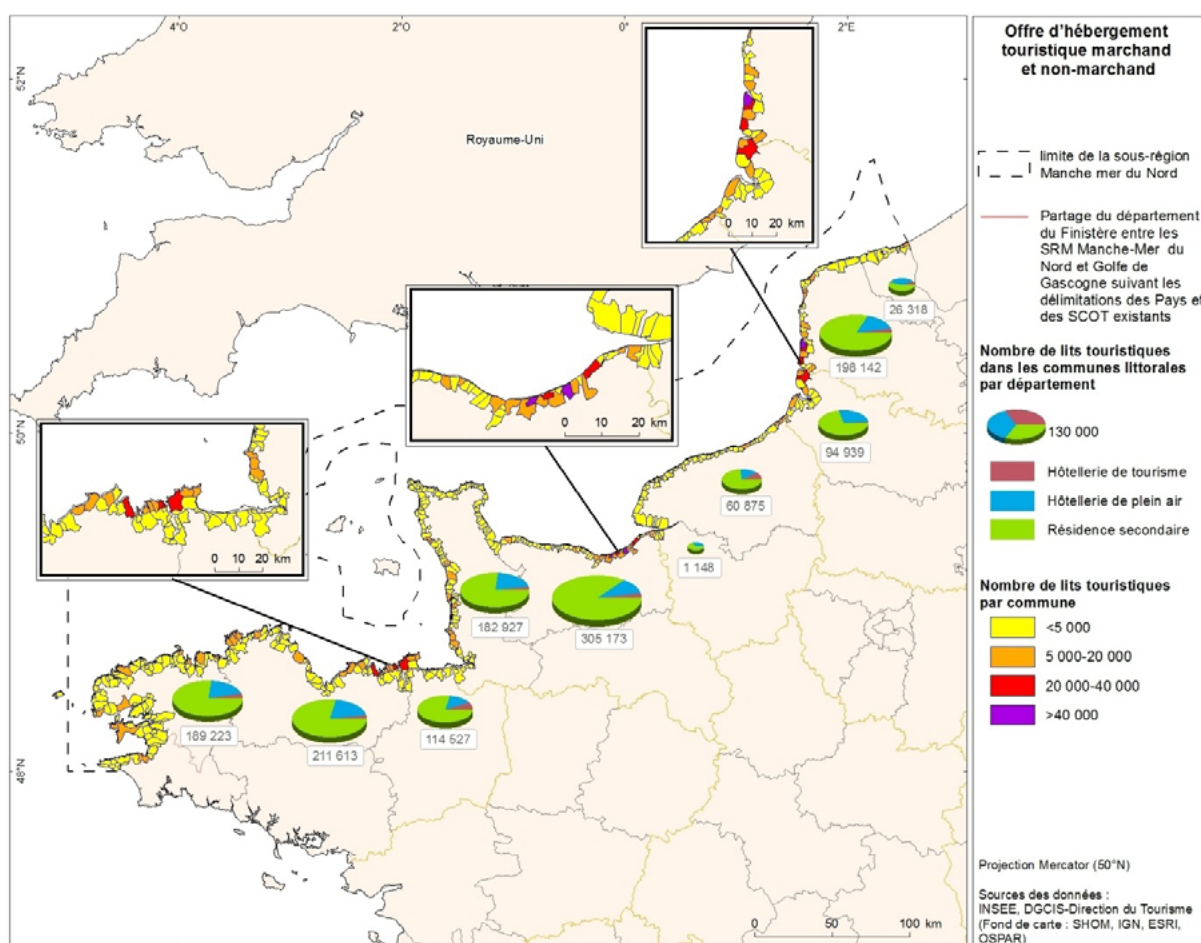 4°O
2°O
0°
2°E
52°N
50°N
48°N
Royaume-Uni
0 10 20
km
0 10 20
km
0 10 20
km
26 318
198 142
94 939
60 875
1 148
182 927
305 173
189 223
211 613
114 527
0 50 100
km
Offre d'hébergement
touristique marchand
et non-marchand
limite de la sous-région
Manche mer du Nord
Partage du département
du Finistère entre les
SRM Manche-Mer du
Nord et Golfe de
Gascogne suivant les
délimitations des Pays et
des SCOT existants
Nombre de lits touristiques
dans les communes littorales
par département
130 000
Hôtellerie de tourisme
Hôtellerie de plein air
Résidence secondaire
Nombre de lits touristiques
par commune
<5 000
5 000-20 000
20 000-40 000
>40 000
Projection Mercator (50°N)
Sources des données :
INSEE, DGCIS-Direction du Tourisme
(Fond de carte : SHOM, IGN, ESRI,
OSPAR)